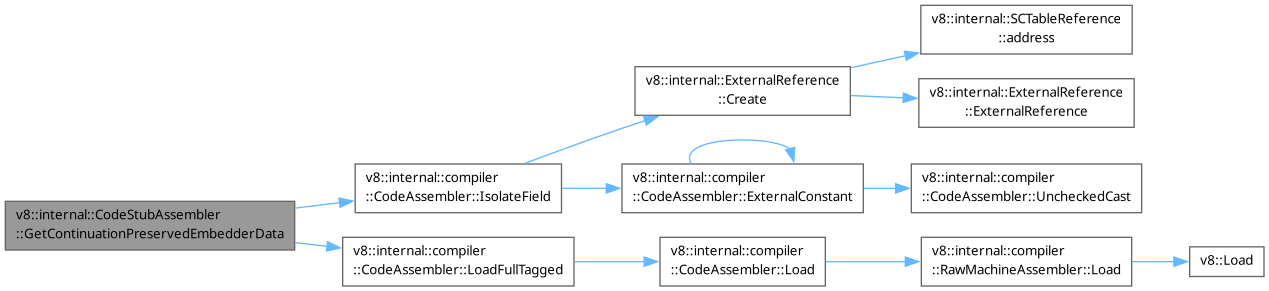 v8::internal::SCTableReference
::address
v8::internal::ExternalReference
::Create
v8::internal::ExternalReference
::ExternalReference
v8::internal::compiler
::CodeAssembler::IsolateField
v8::internal::compiler
::CodeAssembler::ExternalConstant
v8::internal::compiler
::CodeAssembler::UncheckedCast
v8::internal::CodeStubAssembler
::GetContinuationPreservedEmbedderData
v8::internal::compiler
::CodeAssembler::LoadFullTagged
v8::internal::compiler
::CodeAssembler::Load
v8::internal::compiler
::RawMachineAssembler::Load
v8::Load